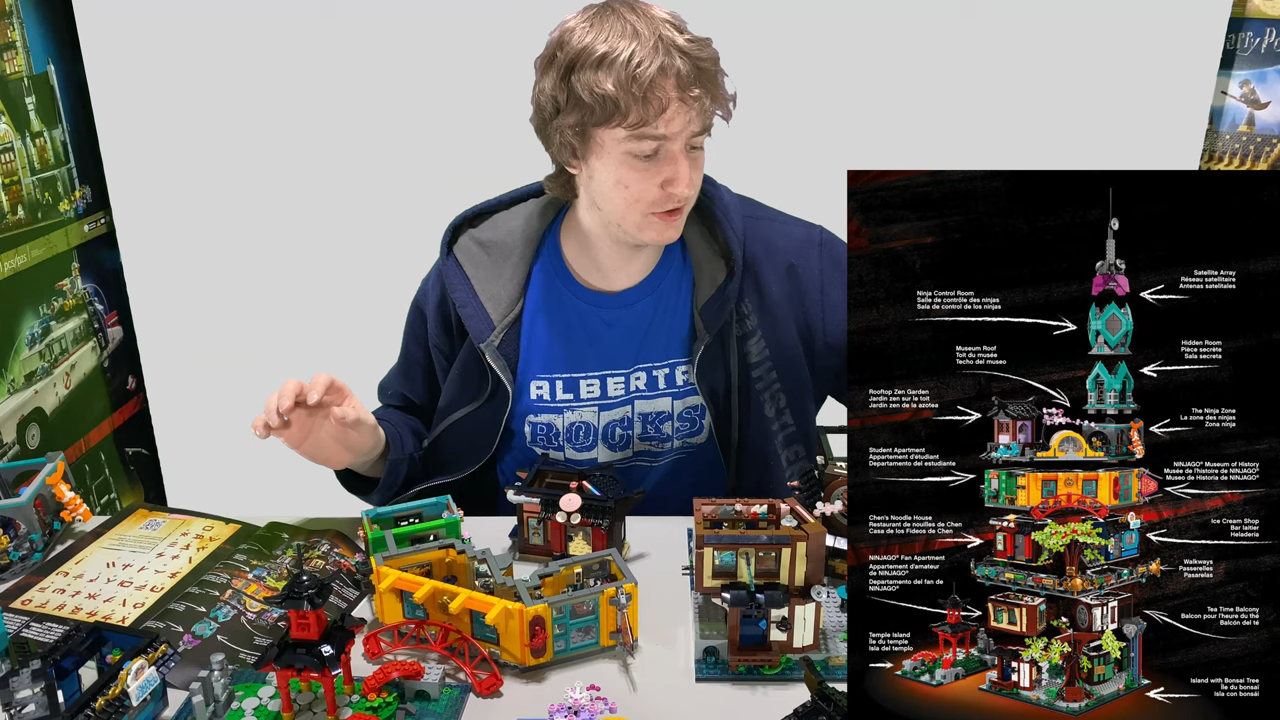 ALBERTA
ROCKS
WHISTLER
pcs/pzs
arry Po
Satellite Array
Réseau satellitaire
Antenas satelitales
Ninja Control Room
Salle de contrôle des ninjas
Sala de control de los ninjas
Hidden Room
Pièce secrète
Sala secreta
Museum Roof
Toit du musée
Techo del museo
Rooftop Zen Garden
Jardin zen sur le toit
Jardín zen de la azotea
The Ninja Zone
La zone des ninjas
Zona ninja
Student Apartment
Appartement d'étudiant
Departamento del estudiante
NINJAGO® Museum of History
Musée de l'histoire de NINJAGO®
Museo de Historia de NINJAGO®
Chen's Noodle House
Restaurant de nouilles de Chen
Casa de los Fideos de Chen
Ice Cream Shop
Bar laitier
Heladería
NINJAGO® Fan Apartment
Appartement d'amateur
de NINJAGO®
Departamento del fan de
NINJAGO®
Walkways
Passerelles
Pasarelas
Tea Time Balcony
Balcon pour l'heure du thé
Balcón del té
Temple Island
Île du temple
Isla del templo
Island with Bonsai Tree
Île du bonsaï
Isla con bonsái